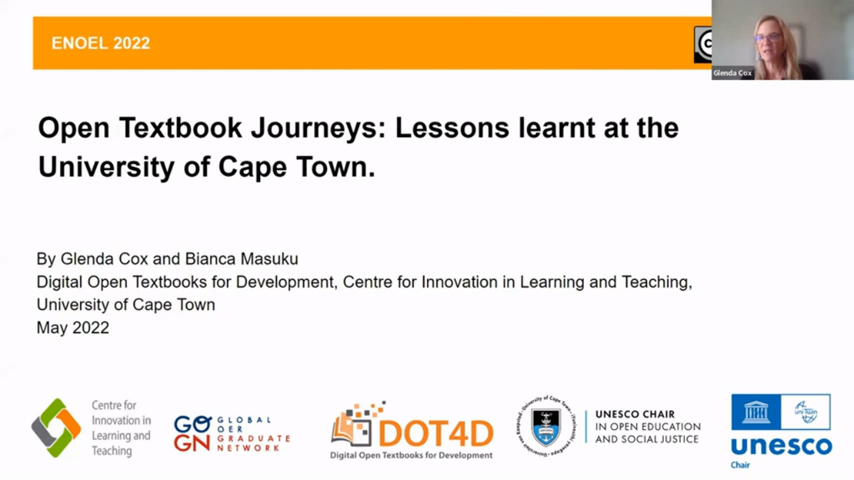 ENOEL 2022
Glenda Cox
Open Textbook Journeys: Lessons learnt at the
University of Cape Town.
By Glenda Cox and Bianca Masuku
Digital Open Textbooks for Development, Centre for Innovation in Learning and Teaching,
University of Cape Town
May 2022
Centre for
Innovation in
Learning and
Teaching
GO
GN
GLOBAL
OER
GRADUATE
NETWORK
DOT4D
Digital Open Textbooks for Development
UNESCO CHAIR
IN OPEN EDUCATION
AND SOCIAL JUSTICE
unesco
Chair